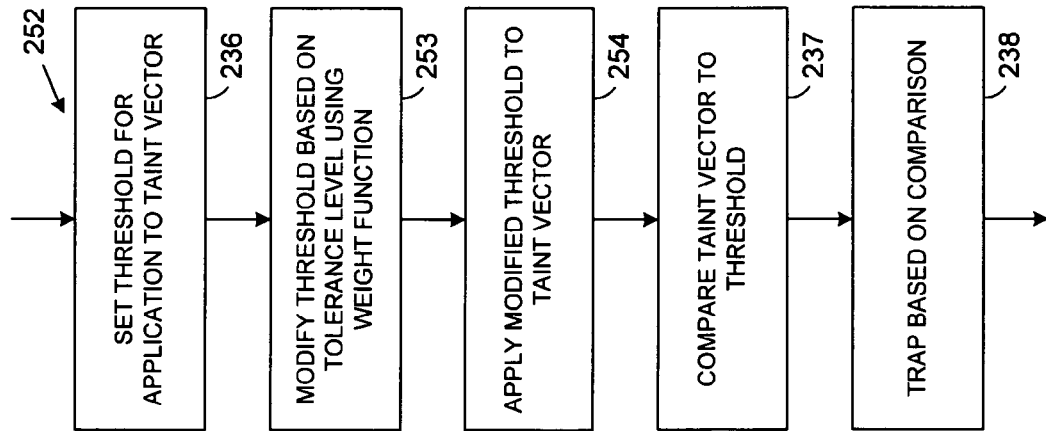 252
SET THRESHOLD FOR
APPLICATION TO TAINT VECTOR
236
MODIFY THRESHOLD BASED ON
TOLERANCE LEVEL USING
WEIGHT FUNCTION
253
APPLY MODIFIED THRESHOLD TO
TAINT VECTOR
254
COMPARE TAINT VECTOR TO
THRESHOLD
237
TRAP BASED ON COMPARISON
238